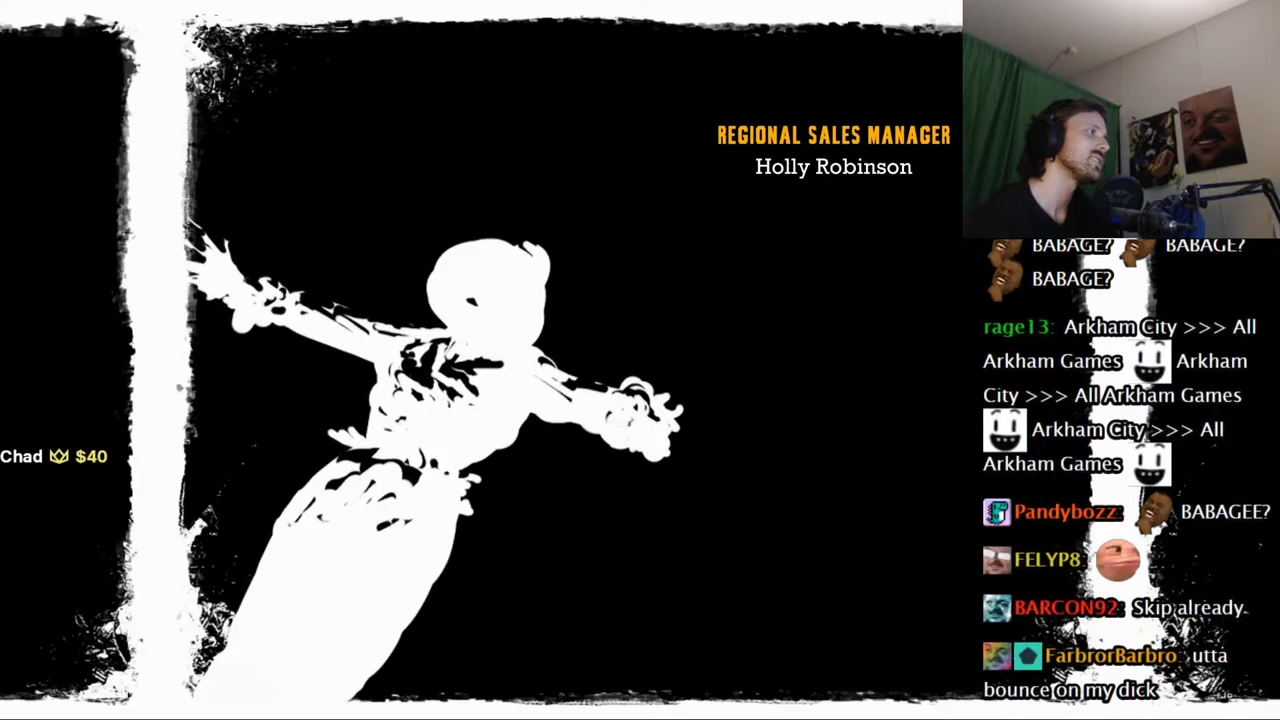 REGIONAL SALES MANAGER
Holly Robinson
Chad $40
BABAGE? BABAGE?
BABAGE?
rage13: Arkham City >>> All
Arkham Games Arkham
City >>> All Arkham Games
Arkham City >>> All
Arkham Games
Pandybozz: BABAGEE?
FELYP8:
BARCON92: Skip already
FarbrorBarbro: utta
bounce on my dick